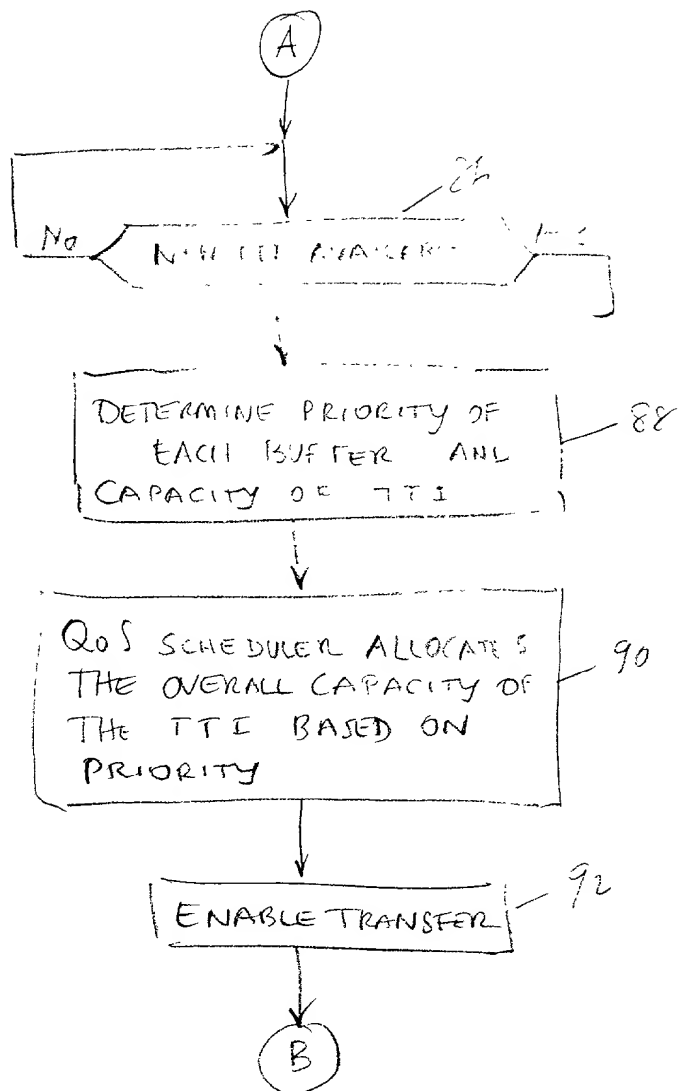 A
No
DETERMINE PRIORITY OF
EACH BUFFER AND
CAPACITY OF TTI
88
QoS SCHEDULER ALLOCATES
THE OVERALL CAPACITY OF
THE TTI BASED ON
PRIORITY
90
ENABLE TRANSFER
92
B